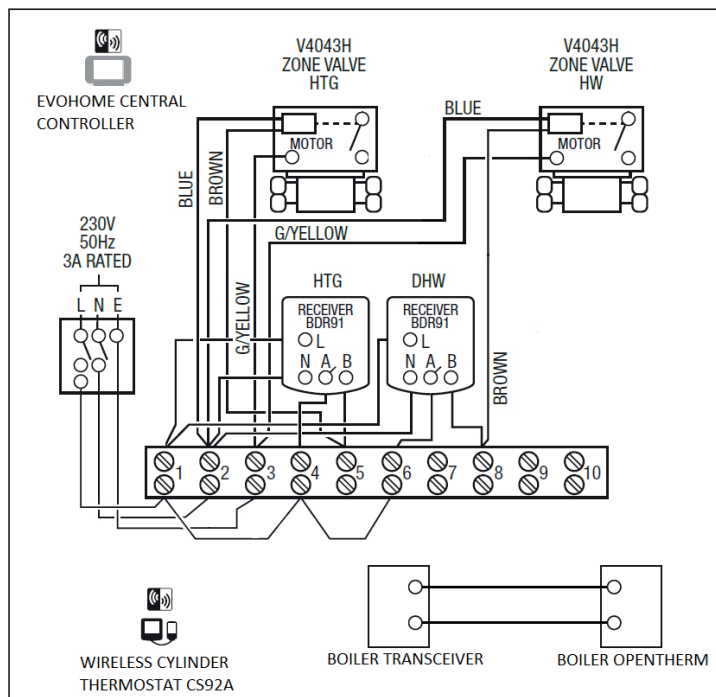 V4043H
ZONE VALVE
HTG
V4043H
ZONE VALVE
HW
EVOHOME CENTRAL
CONTROLLER
BLUE
MOTOR
MOTOR
BLUE
BROWN
G/YELLOW
230V
50Hz
3A RATED
L N E
G/YELLOW
HTG
DHW
RECEIVER
BDR91
L
N A B
RECEIVER
BDR91
L
N A B
BROWN
1 2 3 4 5 6 7 8 9 10
WIRELESS CYLINDER
THERMOSTAT CS92A
BOILER TRANSCEIVER
BOILER OPENTHERM